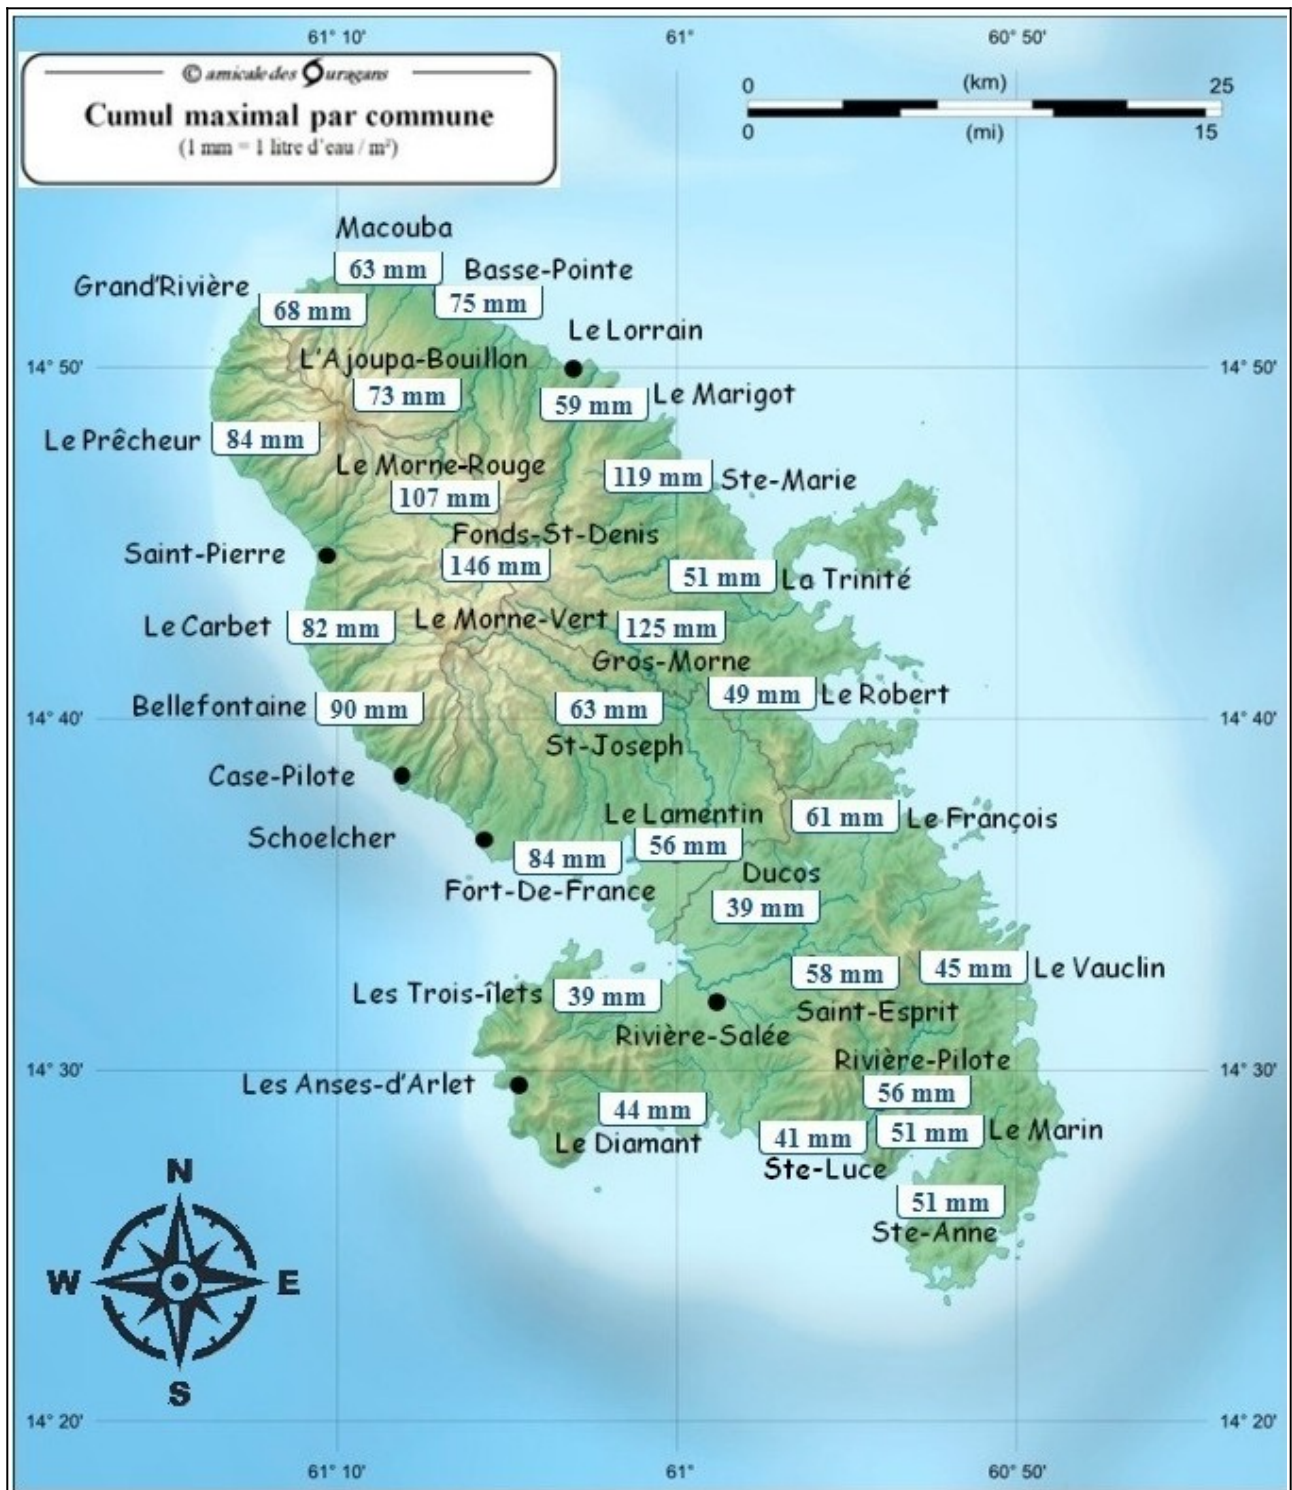 61° 10'
61°
60° 50'
© amicale des Ouragans
Cumul maximal par commune
(1 mm = 1 litre d'eau / m²)
0
(km)
25
0
(mi)
15
Macouba
63 mm
Basse-Pointe
75 mm
Grand'Rivière
68 mm
Le Lorrain
14° 50'
14° 50'
L'Ajoupa-Bouillon
73 mm
59 mm
Le Marigot
Le Prêcheur
84 mm
Le Morne-Rouge
107 mm
119 mm
Ste-Marie
Fonds-St-Denis
146 mm
Saint-Pierre
51 mm
La Trinité
Le Carbet
82 mm
Le Morne-Vert
125 mm
Gros-Morne
49 mm
Le Robert
Bellefontaine
90 mm
63 mm
St-Joseph
14° 40'
14° 40'
Case-Pilote
Le Lamentin
56 mm
61 mm
Le François
Schoelcher
84 mm
Fort-De-France
Ducos
39 mm
58 mm
Saint-Esprit
45 mm
Le Vauclin
Les Trois-îlets
39 mm
Rivière-Salée
Rivière-Pilote
56 mm
14° 30'
14° 30'
Les Anses-d'Arlet
44 mm
Le Diamant
41 mm
Ste-Luce
51 mm
Le Marin
51 mm
Ste-Anne
N
W
E
S
14° 20'
14° 20'
61° 10'
61°
60° 50'